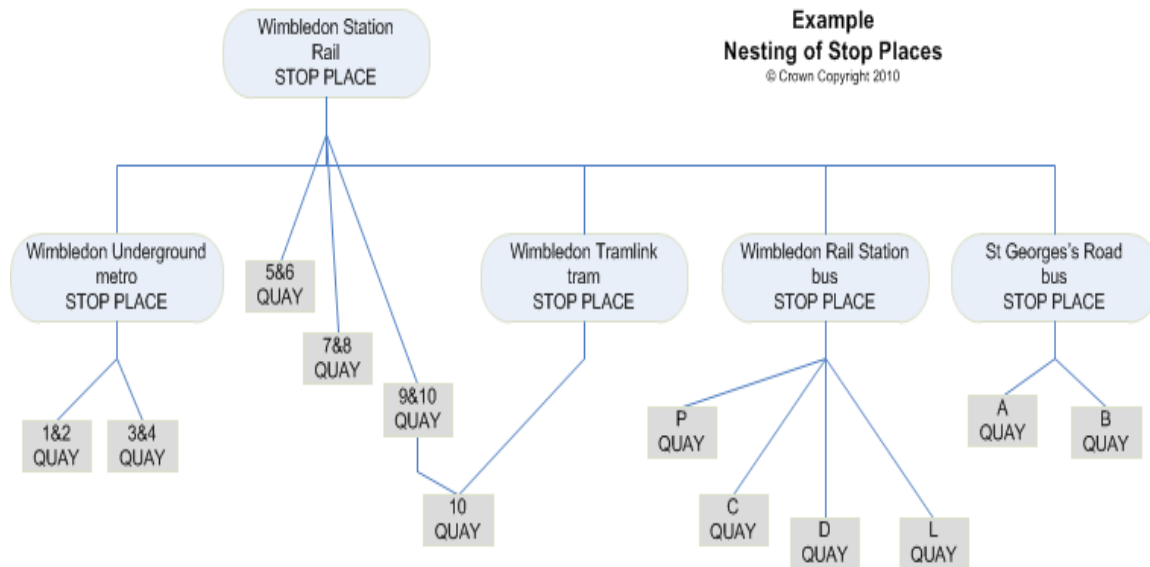 Example
Nesting of Stop Places
© Crown Copyright 2010
Wimbledon Station
Rail
STOP PLACE
Wimbledon Underground
metro
STOP PLACE
5&6
QUAY
7&8
QUAY
9&10
QUAY
Wimbledon Tramlink
tram
STOP PLACE
Wimbledon Rail Station
bus
STOP PLACE
St Georges's Road
bus
STOP PLACE
1&2
QUAY
3&4
QUAY
10
QUAY
P
QUAY
C
QUAY
D
QUAY
L
QUAY
A
QUAY
B
QUAY